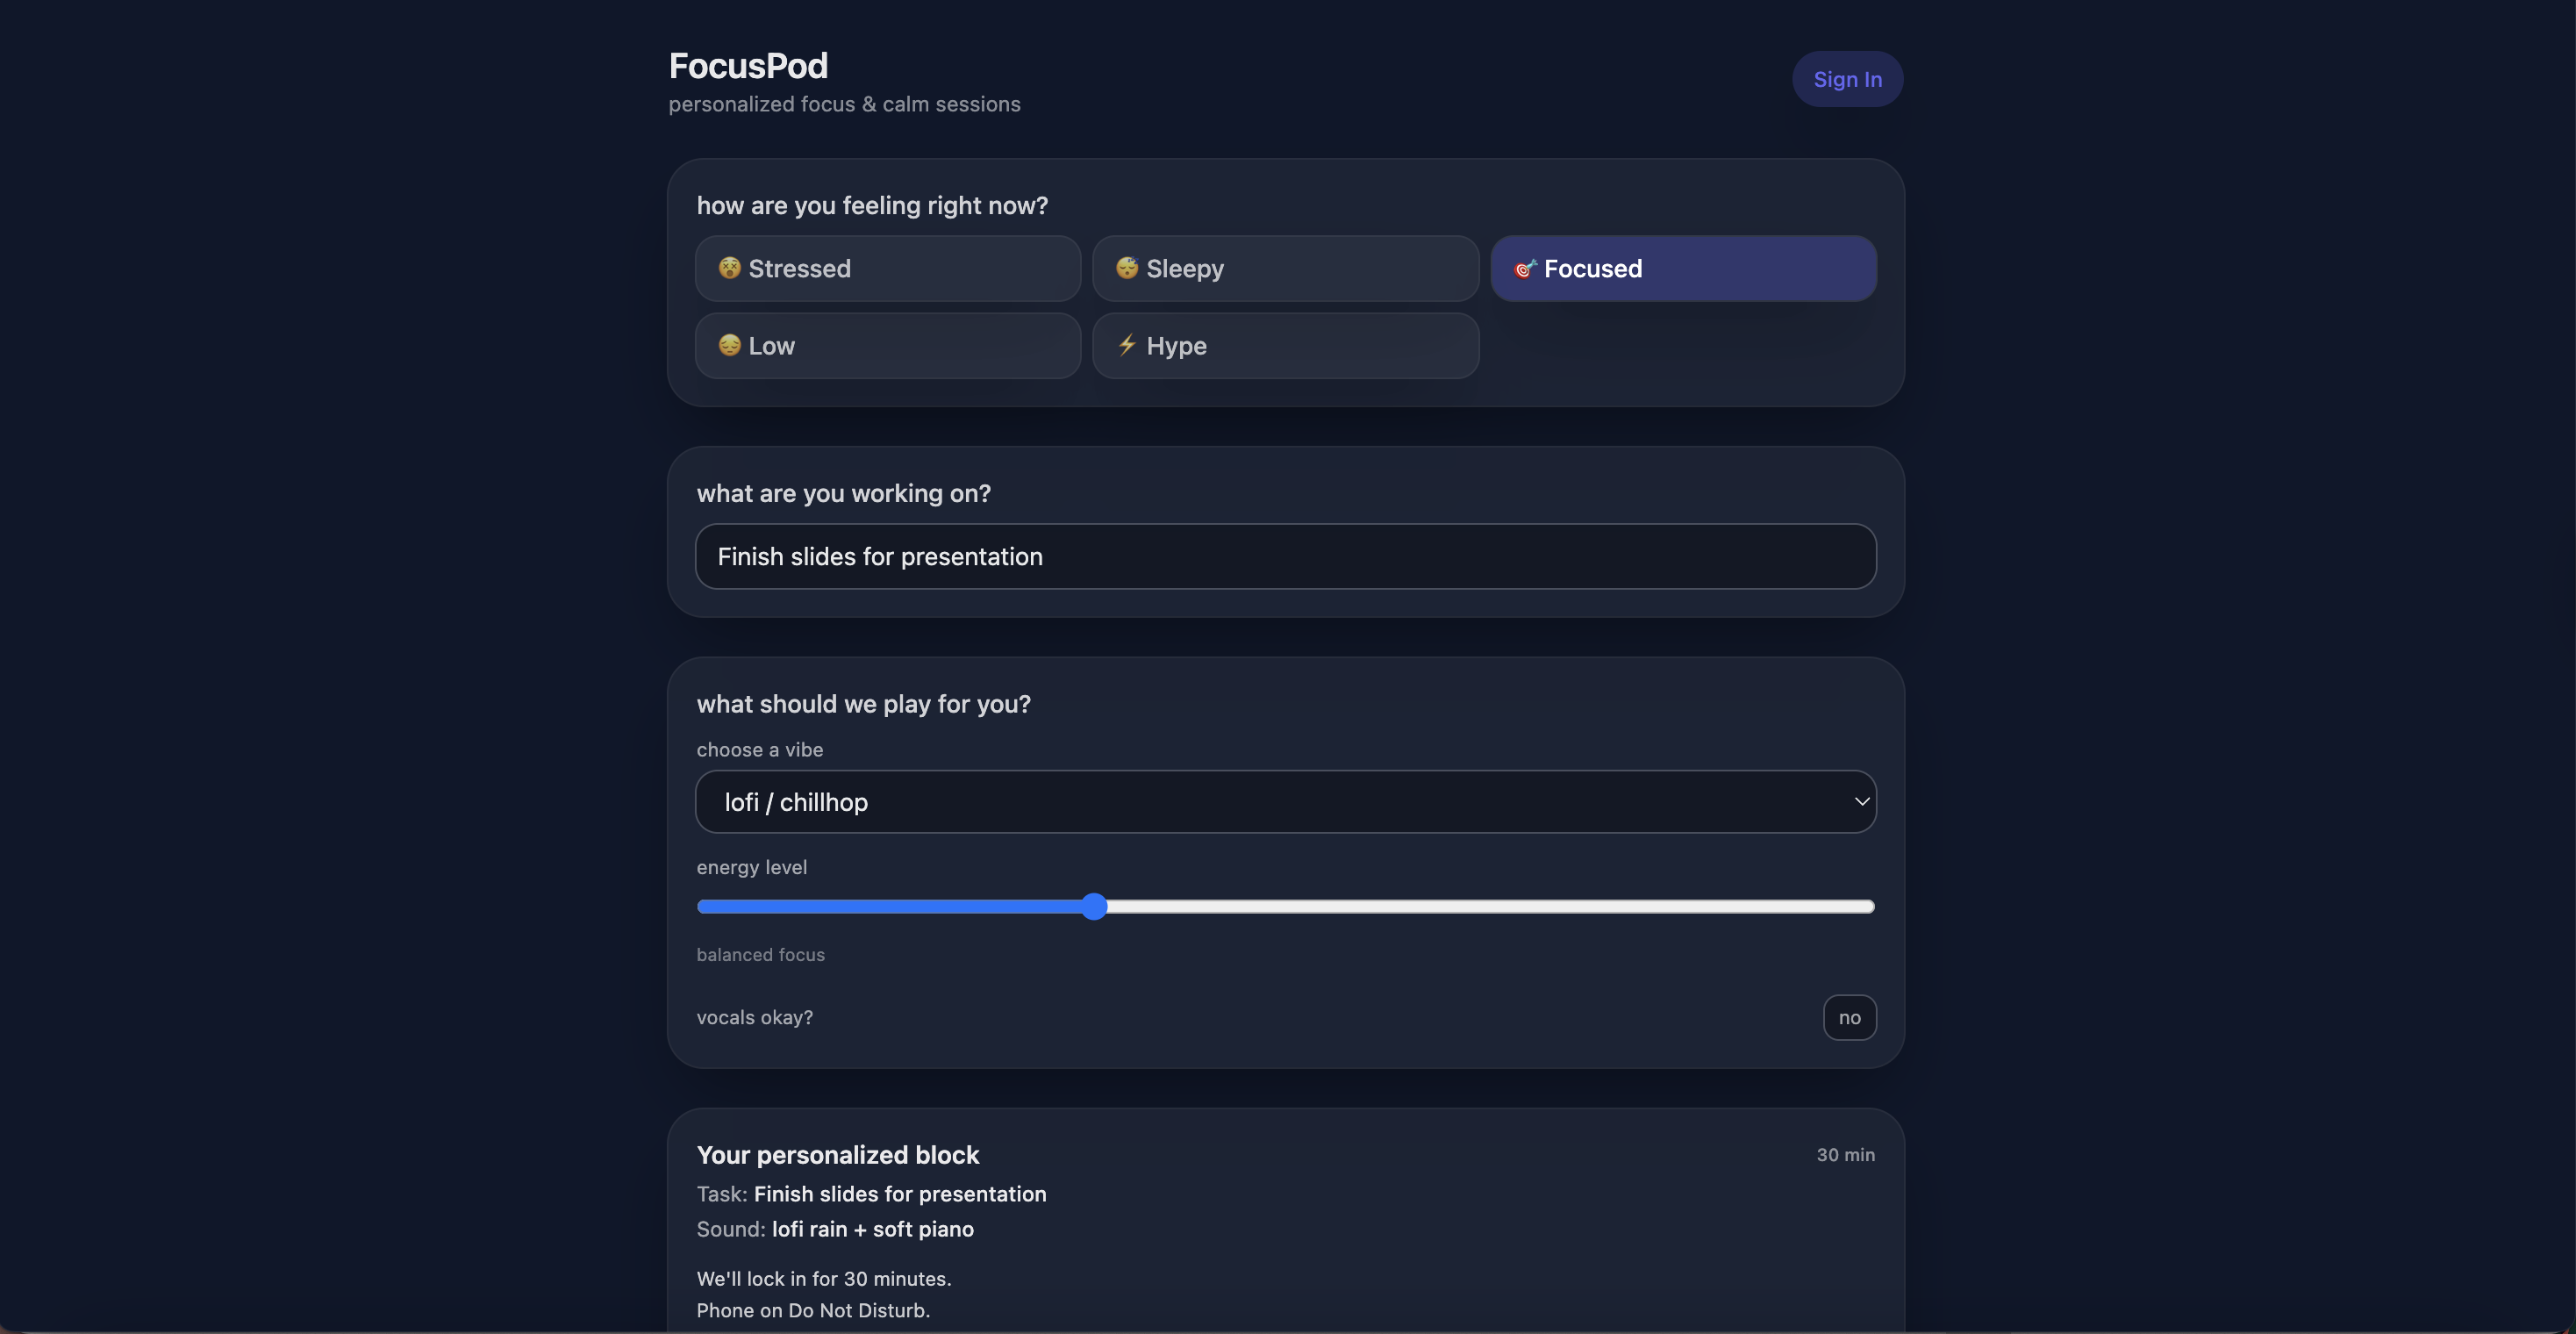 FocusPod
personalized focus & calm sessions
Sign In
how are you feeling right now?
😵 Stressed
😴 Sleepy
🎯 Focused
😔 Low
⚡ Hype
what are you working on?
Finish slides for presentation
what should we play for you?
choose a vibe
lofi / chillhop
energy level
balanced focus
vocals okay?
no
Your personalized block
30 min
Task: Finish slides for presentation
Sound: lofi rain + soft piano
We'll lock in for 30 minutes.
Phone on Do Not Disturb.